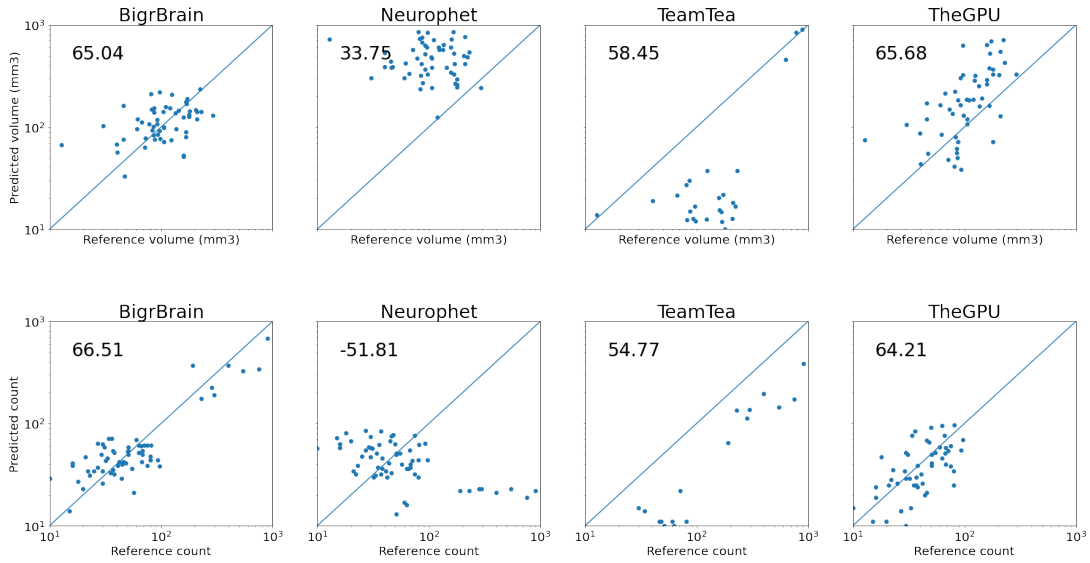 BigrBrain Neurophet TeamTea TheGPU
10³
65.04 33.75 58.45 65.68
Predicted volume (mm3)
10²
10¹
Reference volume (mm3) Reference volume (mm3) Reference volume (mm3) Reference volume (mm3)
BigrBrain Neurophet TeamTea TheGPU
10³
66.51 -51.81 54.77 64.21
Predicted count
10²
10¹
10¹ 10² 10³ 10¹ 10² 10³ 10¹ 10² 10³ 10¹ 10² 10³
Reference count Reference count Reference count Reference count